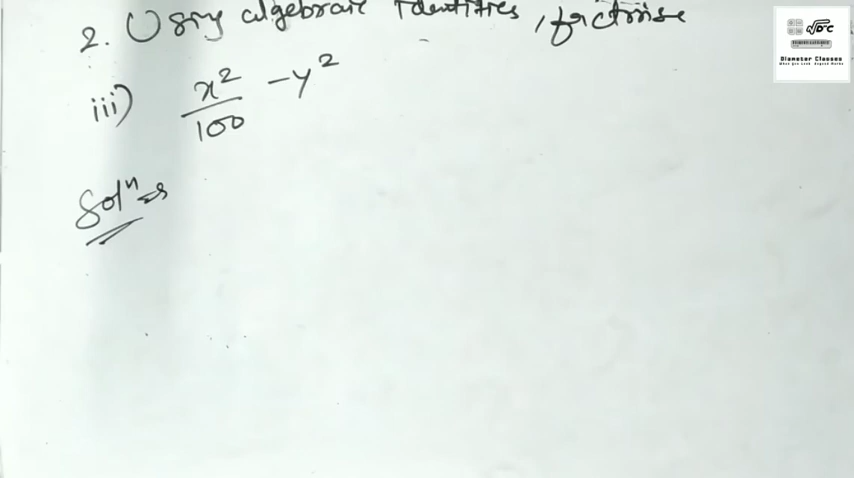 2. Using algebraic Identities, factorise
iii) x²/100 - y²
Solⁿ⇒
Diameter Classes